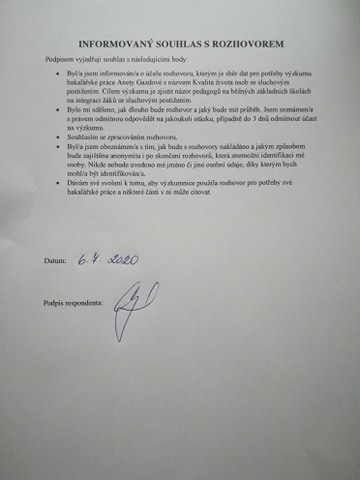 INFORMOVANÝ SOUHLAS S ROZHOVOREM
Podpisem vyjadřuji souhlas s následujícími body:
• Byl/a jsem informován/a o účelu rozhovoru, kterým je sběr dat pro potřeby výzkumu
bakalářské práce Anety Gazdové s názvem Kvalita života osob se sluchovým
postižením. Cílem výzkumu je zjistit názor pedagogů na běžných základních školách
na integraci žáků se sluchovým postižením.
• Bylo mi sděleno, jak dlouho bude rozhovor a jaký bude mít průběh. Jsem seznámen/a
s právem odmítnout odpovědět na jakoukoli otázku, případně do 3 dnů odmítnout účast
na výzkumu.
• Souhlasím se zpracováním rozhovoru.
• Byl/a jsem obeznámen/a s tím, jak bude s rozhovory nakládáno a jakým způsobem
bude zajištěna anonymita i po skončení rozhovorů, která znemožní identifikaci mé
osoby. Nikde nebude uvedeno mé jméno či jiné osobní údaje, díky kterým bych
mohl/a být identifikován/a.
• Dávám své svolení k tomu, aby výzkumnice použila rozhovor pro potřeby své
bakalářské práce a některé části v ní může citovat.
Datum: 6. 7. 2020
Podpis respondenta: